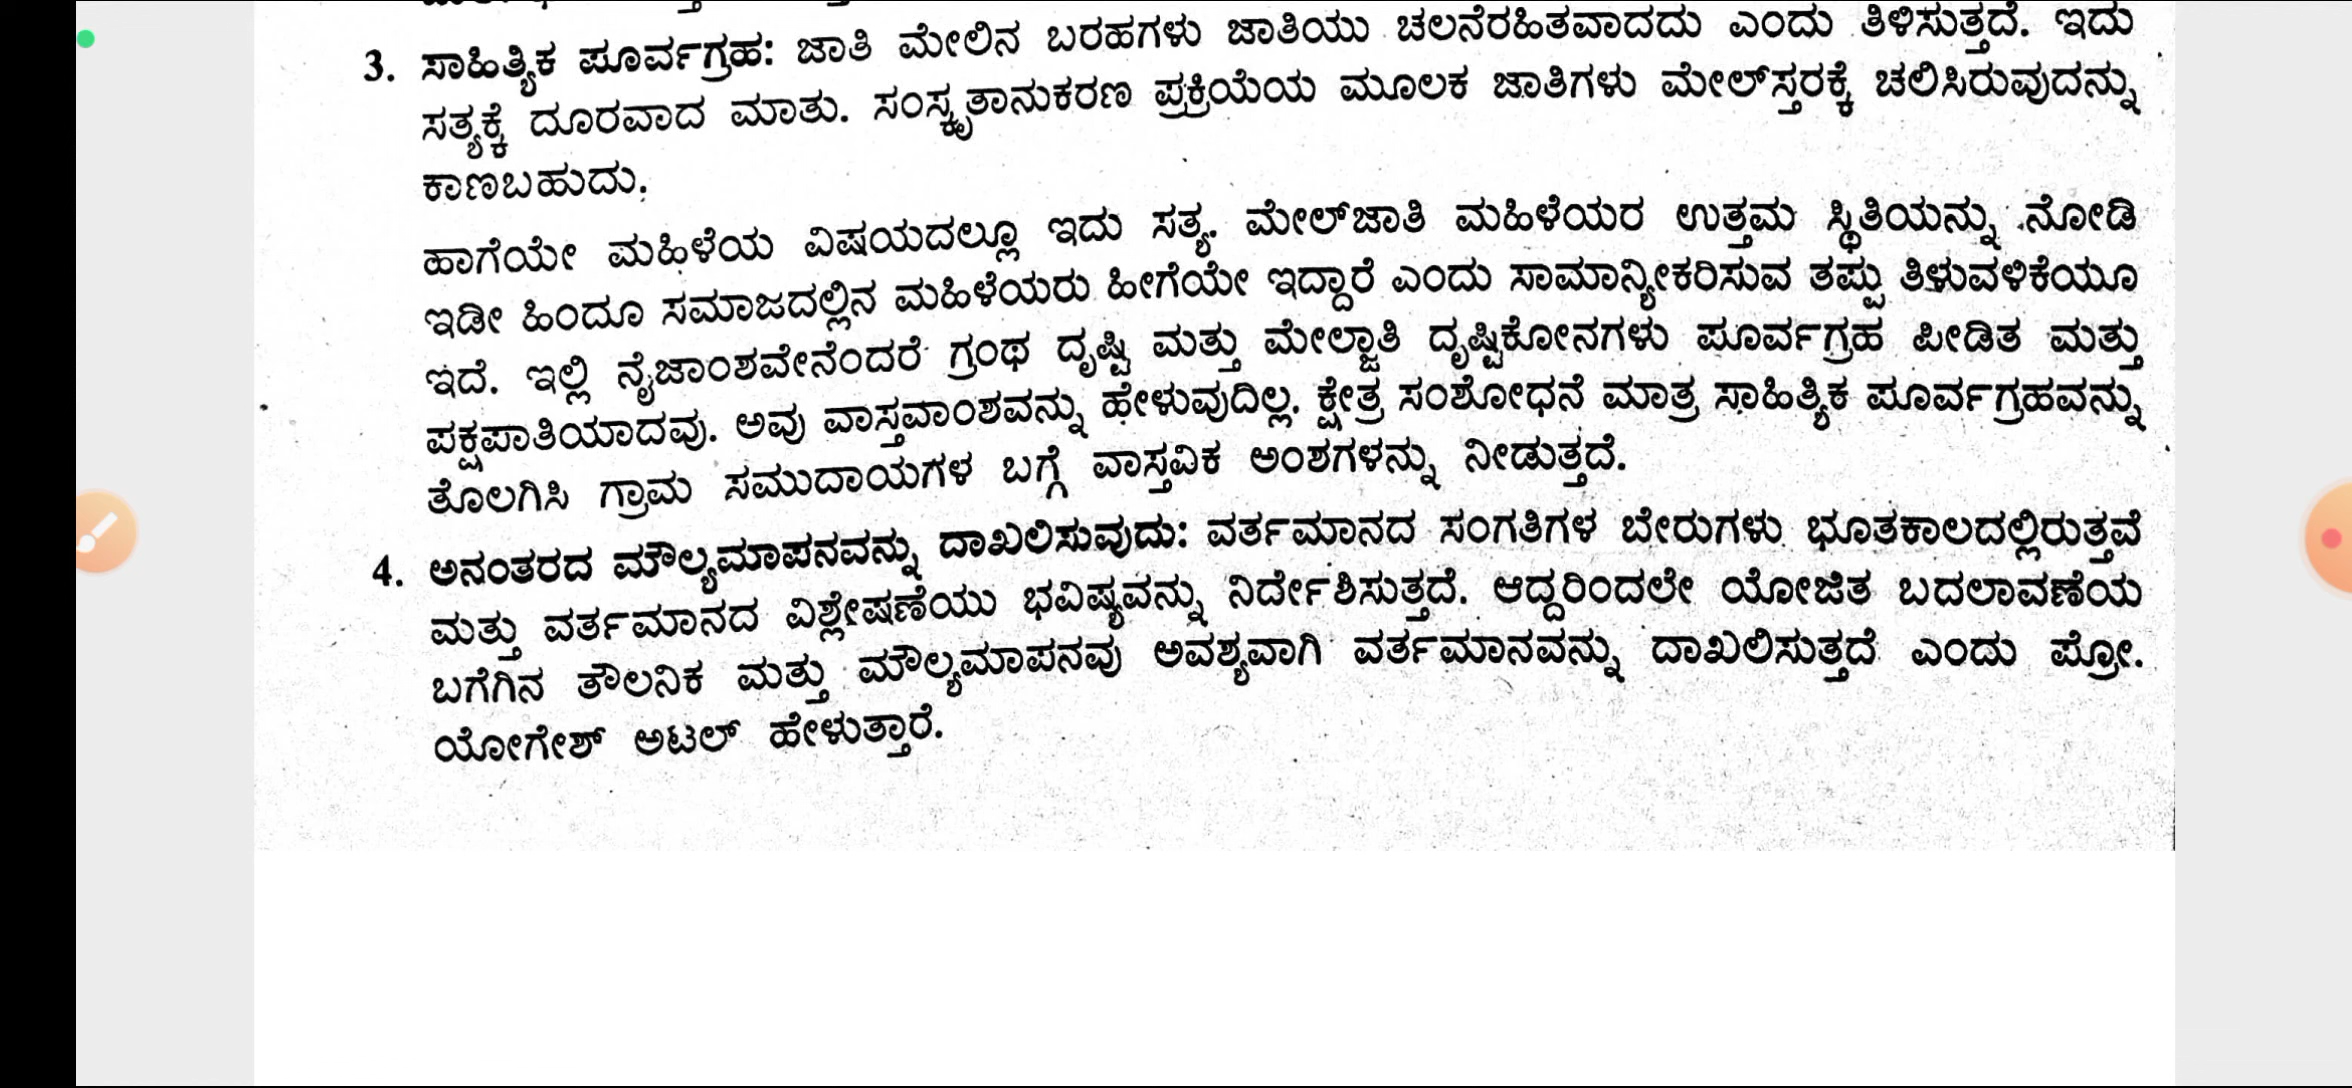 3. ಸಾಹಿತ್ಯಿಕ ಪೂರ್ವಗ್ರಹ: ಜಾತಿ ಮೇಲಿನ ಬರಹಗಳು ಜಾತಿಯು ಚಲನೆರಹಿತವಾದದು ಎಂದು ತಿಳಿಸುತ್ತದೆ. ಇದು
ಸತ್ಯಕ್ಕೆ ದೂರವಾದ ಮಾತು. ಸಂಸ್ಕೃತಾನುಕರಣ ಪ್ರಕ್ರಿಯೆಯ ಮೂಲಕ ಜಾತಿಗಳು ಮೇಲ್‌ಸ್ತರಕ್ಕೆ ಚಲಿಸಿರುವುದನ್ನು
ಕಾಣಬಹುದು.
ಹಾಗೆಯೇ ಮಹಿಳೆಯ ವಿಷಯದಲ್ಲೂ ಇದು ಸತ್ಯ. ಮೇಲ್‌ಜಾತಿ ಮಹಿಳೆಯರ ಉತ್ತಮ ಸ್ಥಿತಿಯನ್ನು ನೋಡಿ
ಇಡೀ ಹಿಂದೂ ಸಮಾಜದಲ್ಲಿನ ಮಹಿಳೆಯರು ಹೀಗೆಯೇ ಇದ್ದಾರೆ ಎಂದು ಸಾಮಾನ್ಯೀಕರಿಸುವ ತಪ್ಪು ತಿಳುವಳಿಕೆಯೂ
ಇದೆ. ಇಲ್ಲಿ ನೈಜಾಂಶವೇನೆಂದರೆ ಗ್ರಂಥ ದೃಷ್ಟಿ ಮತ್ತು ಮೇಲ್ಜಾತಿ ದೃಷ್ಟಿಕೋನಗಳು ಪೂರ್ವಗ್ರಹ ಪೀಡಿತ ಮತ್ತು
ಪಕ್ಷಪಾತಿಯಾದವು. ಅವು ವಾಸ್ತವಾಂಶವನ್ನು ಹೇಳುವುದಿಲ್ಲ. ಕ್ಷೇತ್ರ ಸಂಶೋಧನೆ ಮಾತ್ರ ಸಾಹಿತ್ಯಿಕ ಪೂರ್ವಗ್ರಹವನ್ನು
ತೊಲಗಿಸಿ ಗ್ರಾಮ ಸಮುದಾಯಗಳ ಬಗ್ಗೆ ವಾಸ್ತವಿಕ ಅಂಶಗಳನ್ನು ನೀಡುತ್ತದೆ.
4. ಅನಂತರದ ಮೌಲ್ಯಮಾಪನವನ್ನು ದಾಖಲಿಸುವುದು: ವರ್ತಮಾನದ ಸಂಗತಿಗಳ ಬೇರುಗಳು ಭೂತಕಾಲದಲ್ಲಿರುತ್ತವೆ
ಮತ್ತು ವರ್ತಮಾನದ ವಿಶ್ಲೇಷಣೆಯು ಭವಿಷ್ಯವನ್ನು ನಿರ್ದೇಶಿಸುತ್ತದೆ. ಆದ್ದರಿಂದಲೇ ಯೋಜಿತ ಬದಲಾವಣೆಯ
ಬಗೆಗಿನ ತೌಲನಿಕ ಮತ್ತು ಮೌಲ್ಯಮಾಪನವು ಅವಶ್ಯವಾಗಿ ವರ್ತಮಾನವನ್ನು ದಾಖಲಿಸುತ್ತದೆ ಎಂದು ಪ್ರೋ.
ಯೋಗೇಶ್ ಅಟಲ್ ಹೇಳುತ್ತಾರೆ.